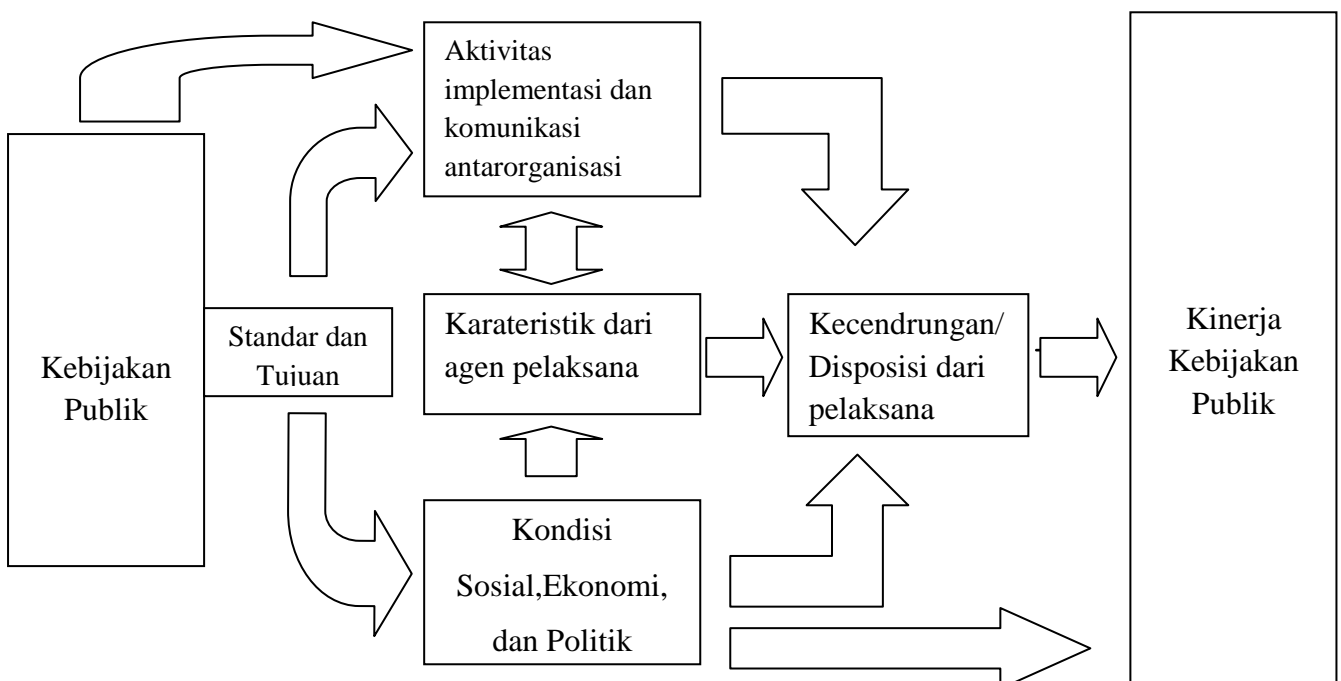 Kebijakan
Publik
Standar dan
Tujuan
Aktivitas
implementasi dan
komunikasi
antarorganisasi
Karateristik dari
agen pelaksana
Kondisi
Sosial,Ekonomi,
dan Politik
Kecendrungan/
Disposisi dari
pelaksana
Kinerja
Kebijakan
Publik